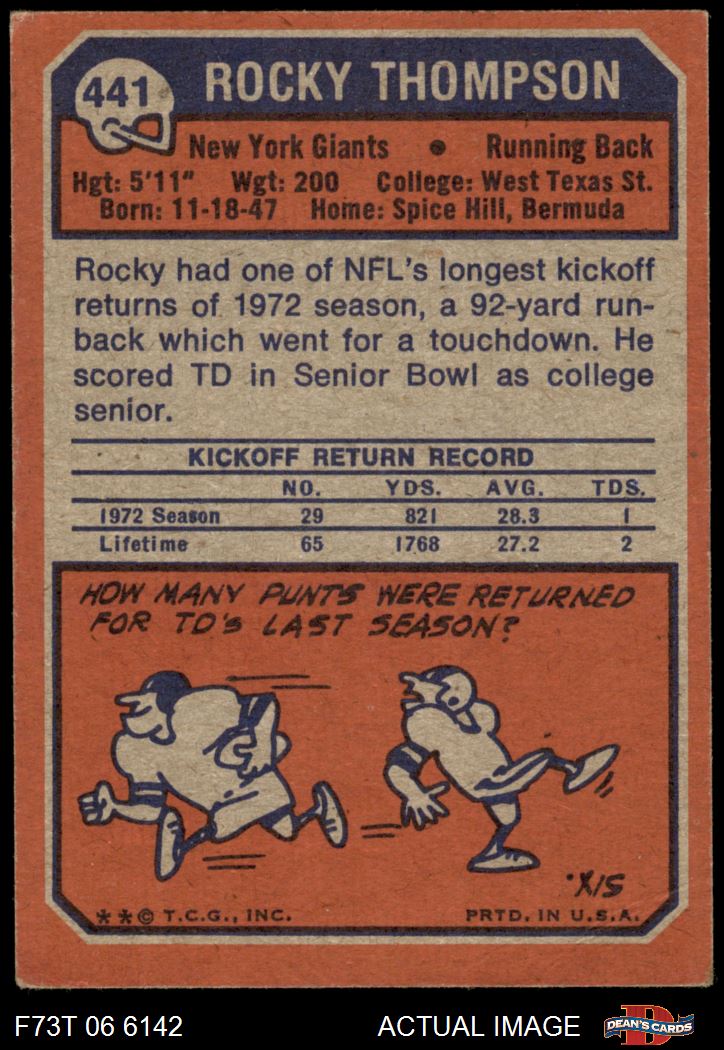 441 ROCKY THOMPSON
New York Giants • Running Back
Hgt: 5'11" Wgt: 200 College: West Texas St.
Born: 11-18-47 Home: Spice Hill, Bermuda
Rocky had one of NFL's longest kickoff
returns of 1972 season, a 92-yard run-
back which went for a touchdown. He
scored TD in Senior Bowl as college
senior.
KICKOFF RETURN RECORD
NO. YDS. AVG. TDS.
1972 Season 29 821 28.3 1
Lifetime 65 1768 27.2 2
HOW MANY PUNTS WERE RETURNED
FOR TD'S LAST SEASON?
SIX.
**© T.C.G., INC. PRTD. IN U.S.A.
F73T 06 6142 ACTUAL IMAGE D DEAN'S CARDS